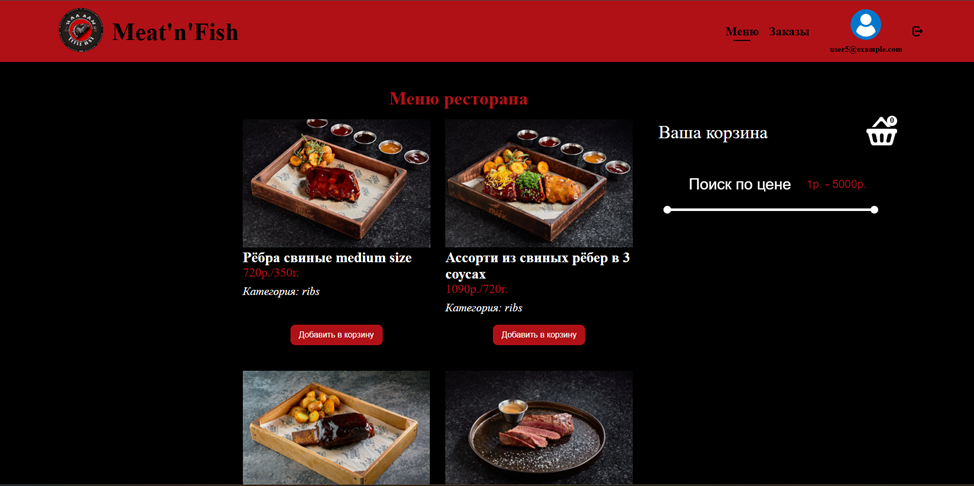 Meat'n'Fish
Меню Заказы
user5@example.com
Меню ресторана
Ваша корзина
0
Поиск по цене 1р. - 5000р.
Рёбра свиные medium size
720р./350г.
Категория: ribs
Добавить в корзину
Ассорти из свиных рёбер в 3
соусах
1090р./720г.
Категория: ribs
Добавить в корзину